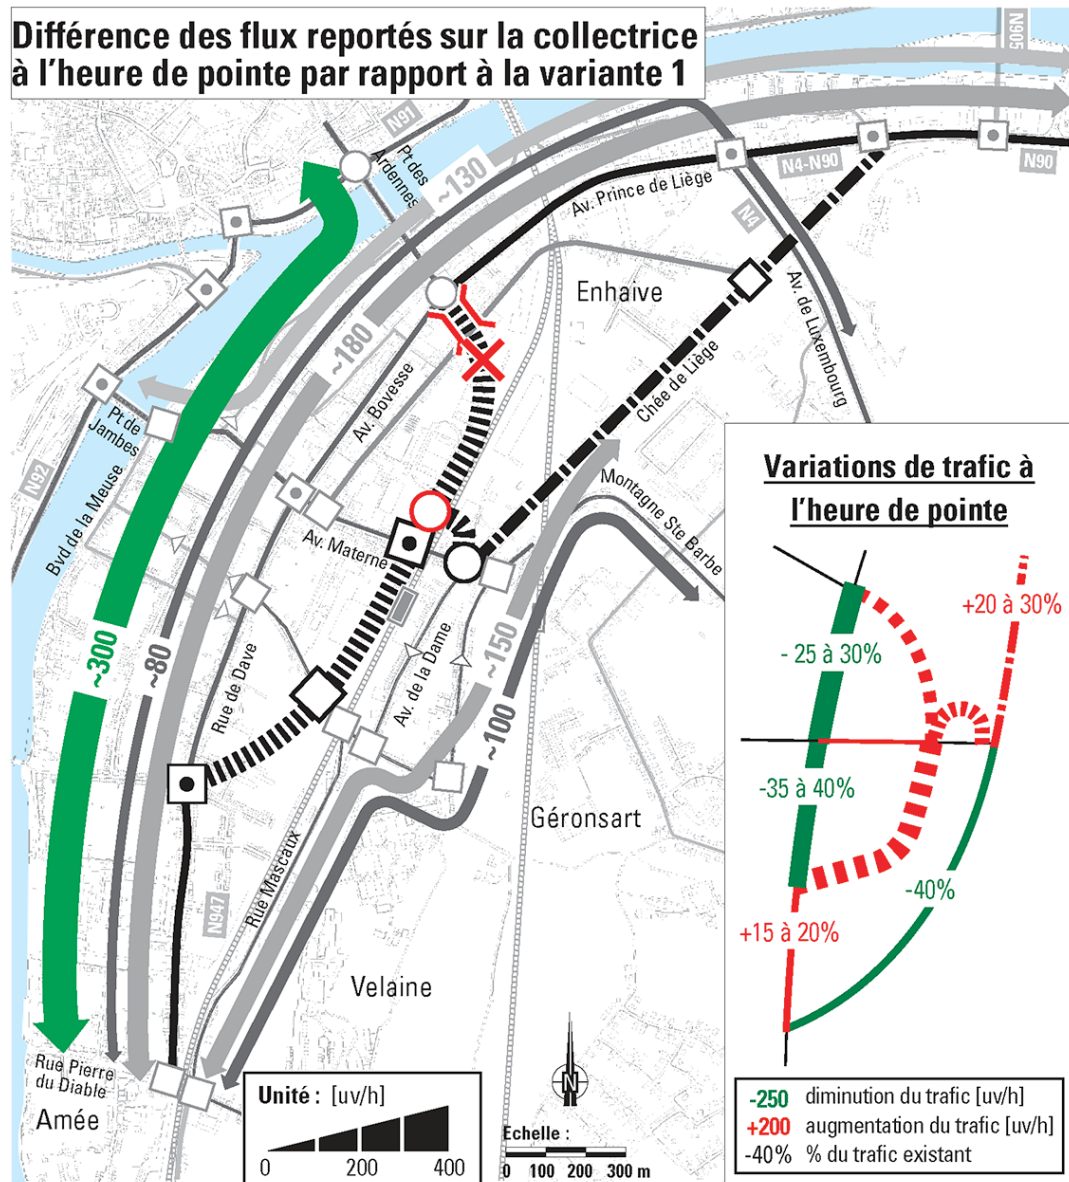 Différence des flux reportés sur la collectrice
à l'heure de pointe par rapport à la variante 1
N905
N91
Pt des
Ardennes
~130
Av. Prince de Liège
N4-N90
N90
N4
Enhaive
Av. de Luxembourg
~180
Chée de Liège
Av. Bovesse
Pt de
Jambes
N92
Bvd de la Meuse
Av. Materne
Montagne Ste Barbe
~300
~80
Rue de Dave
Av. de la Dame
~150
~100
Géronsart
Rue Mascaux
N947
Velaine
Rue Pierre
du Diable
Amée
Unité : [uv/h]
0 200 400
N
Echelle :
0 100 200 300 m
Variations de trafic à
l'heure de pointe
+20 à 30%
- 25 à 30%
-35 à 40%
-40%
+15 à 20%
-250 diminution du trafic [uv/h]
+200 augmentation du trafic [uv/h]
-40% % du trafic existant